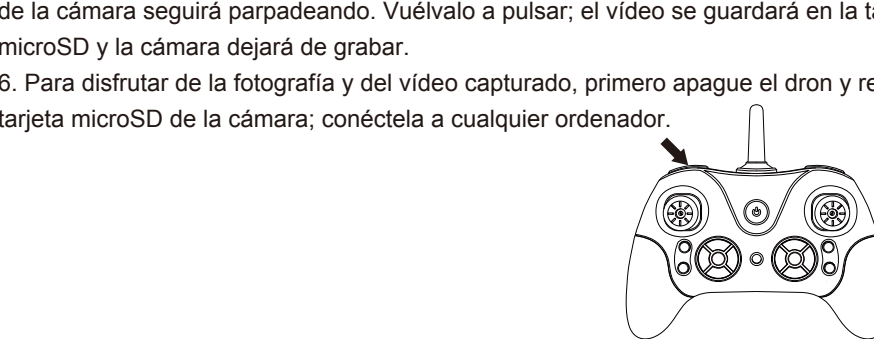 de la cámara seguirá parpadeando. Vuélvalo a pulsar; el vídeo se guardará en la
microSD y la cámara dejará de grabar.
6. Para disfrutar de la fotografía y del vídeo capturado, primero apague el dron y
tarjeta microSD de la cámara; conéctela a cualquier ordenador.